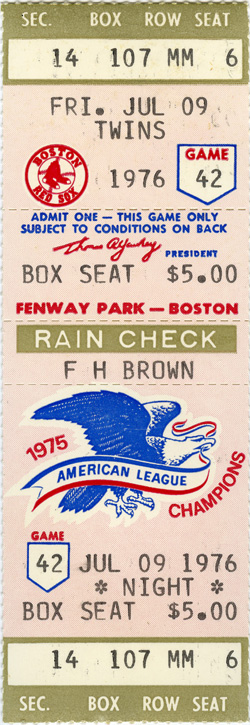 SEC. BOX ROW SEAT
14 107 MM 6
FRI. JUL 09
TWINS
BOSTON
RED SOX
1976
GAME
42
ADMIT ONE — THIS GAME ONLY
SUBJECT TO CONDITIONS ON BACK
PRESIDENT
BOX SEAT $5.00
FENWAY PARK — BOSTON
RAIN CHECK
F H BROWN
1975
AMERICAN LEAGUE
CHAMPIONS
GAME
42 JUL 09 1976
* NIGHT *
BOX SEAT $5.00
14 107 MM 6
SEC. BOX ROW SEAT